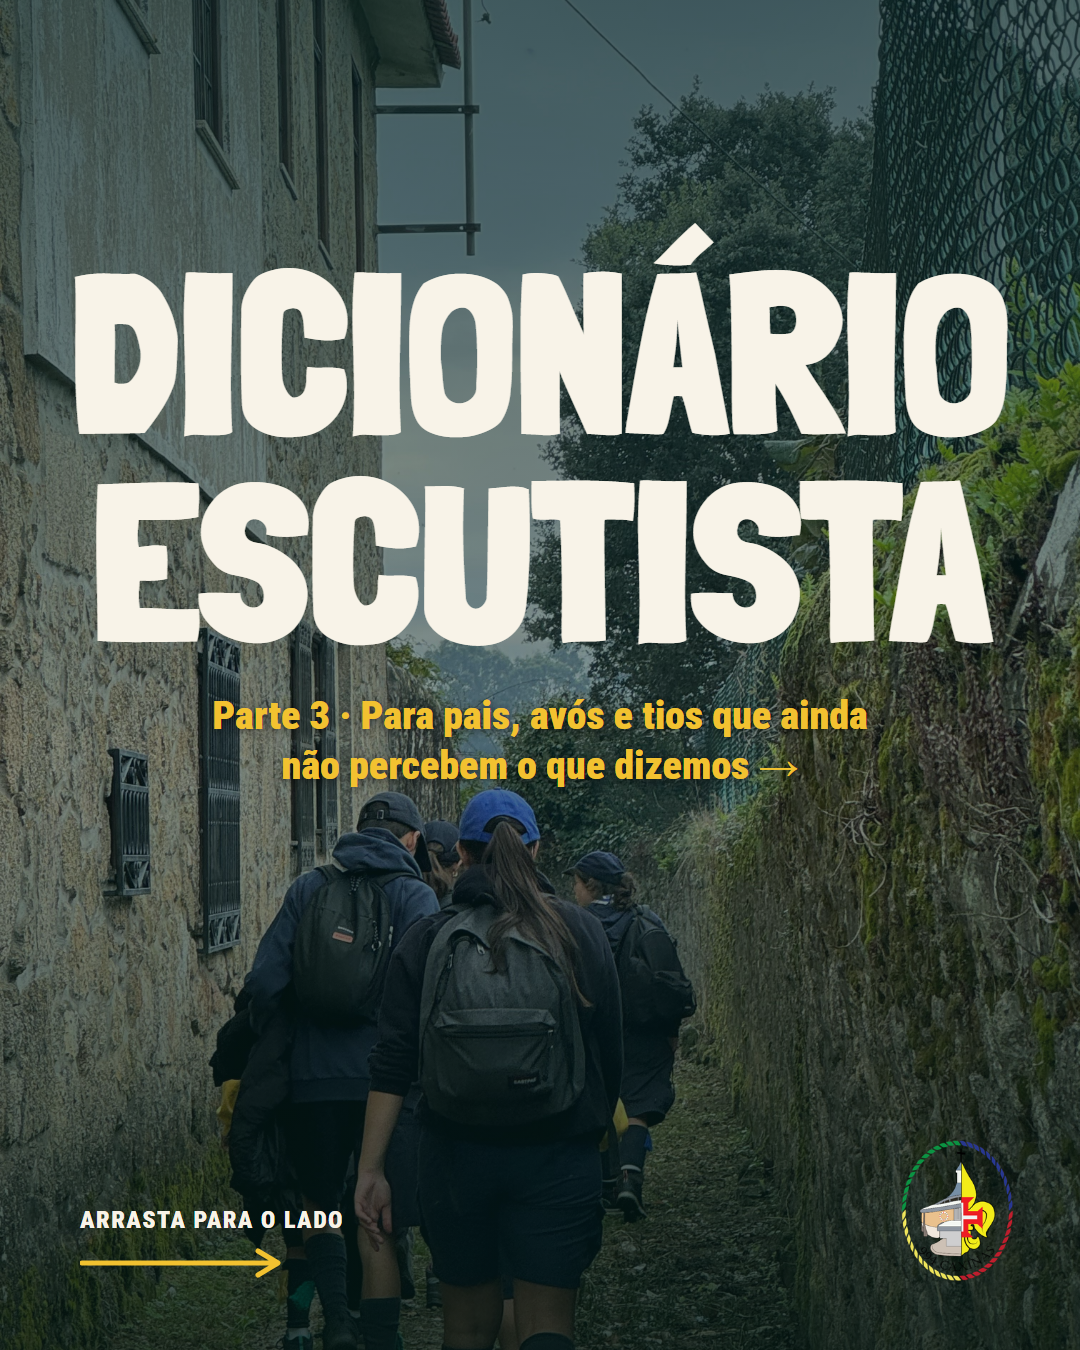 DICIONÁRIO
ESCUTISTA
Parte 3 · Para pais, avós e tios que ainda
não percebem o que dizemos →
ARRASTA PARA O LADO